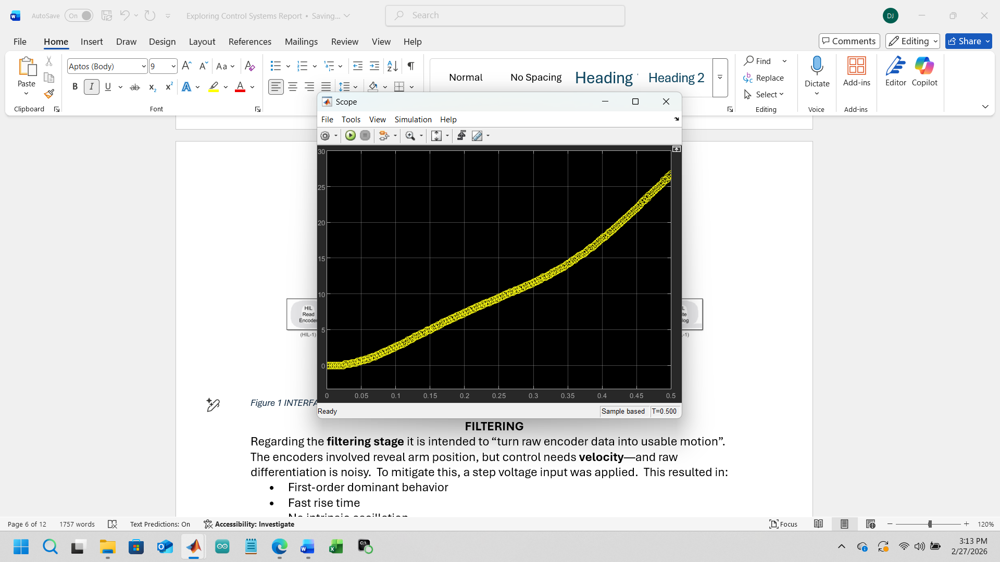 AutoSave On Exploring Control Systems Report • Saving... Search DJ
File Home Insert Draw Design Layout References Mailings Review View Help Comments Editing Share
Paste
Clipboard
Aptos (Body) 9
Font
Normal No Spacing Heading Heading 2
Find
Replace
Select
Editing
Dictate
Voice
Add-ins
Add-ins
Editor Copilot
Scope
File Tools View Simulation Help
30
25
20
15
10
5
0
0 0.05 0.1 0.15 0.2 0.25 0.3 0.35 0.4 0.45 0.5
Ready Sample based T=0.500
HIL
Read
Encoder
(HIL-1)
L
te
log
-1)
Figure 1 INTERFA
FILTERING
Regarding the filtering stage it is intended to “turn raw encoder data into usable motion”.
The encoders involved reveal arm position, but control needs velocity—and raw
differentiation is noisy. To mitigate this, a step voltage input was applied. This resulted in:
• First-order dominant behavior
• Fast rise time
No intrinsic oscillation
Page 6 of 12 1757 words Text Predictions: On Accessibility: Investigate Focus 120%
3:13 PM
2/27/2026